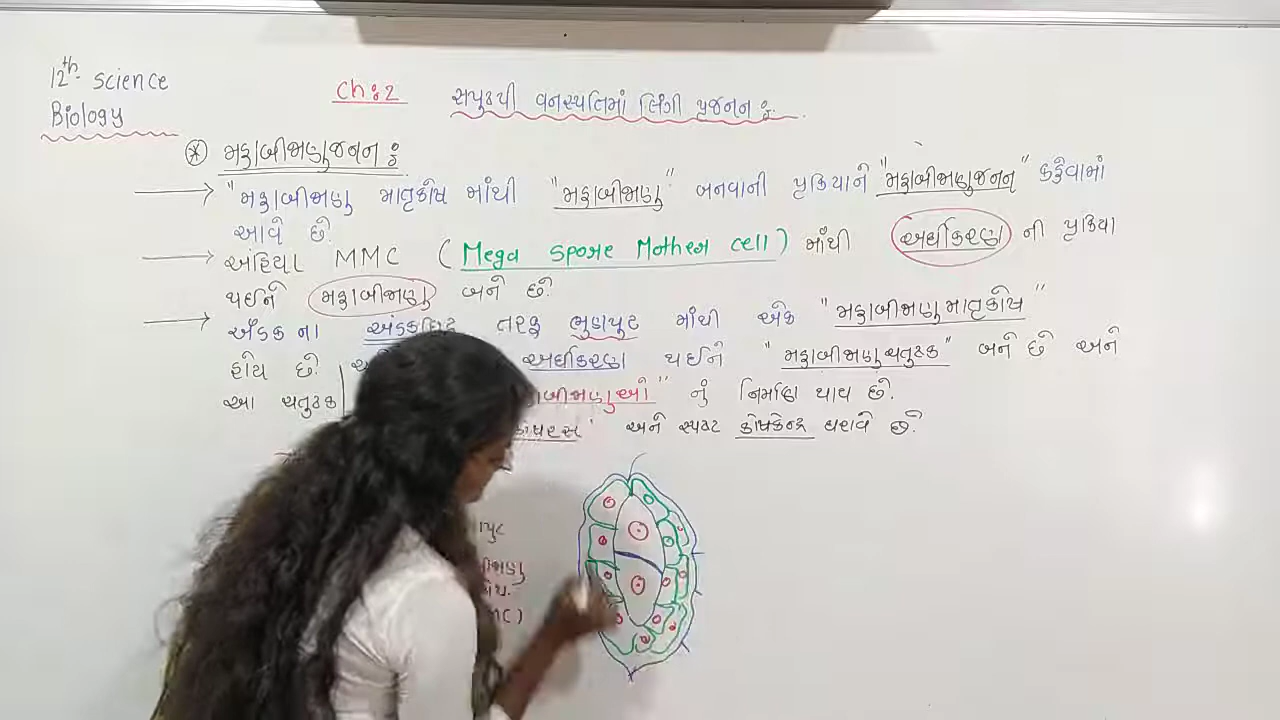 12th science
Biology
Ch:2
સપુષ્પી વનસ્પતિમાં લિંગી પ્રજનન :
* મહાબીજાણુજનન :
→ "મહાબીજાણુ માતૃકોષ માંથી "મહાબીજાણુ" બનવાની પ્રક્રિયાને "મહાબીજાણુજનન" કહેવામાં
આવે છે.
→ અહિયા MMC (Mega spore Mother cell) માંથી અર્ધીકરણ ની પ્રક્રિયા
થઈને મહાબીજાણુ બને છે.
→ અંડક ના અંડકછિદ્ર તરફ ભ્રુણપુટ માંથી એક "મહાબીજાણુ માતૃકોષ"
હોય છે. અર્ધીકરણ થઈને "મહાબીજાણુ ચતુષ્ક" બને છે અને
આ ચતુષ્ક બીજાણુઓ" નું નિર્માણ થાય છે.
અને સ્પષ્ટ કોષકેન્દ્ર ધરાવે છે.